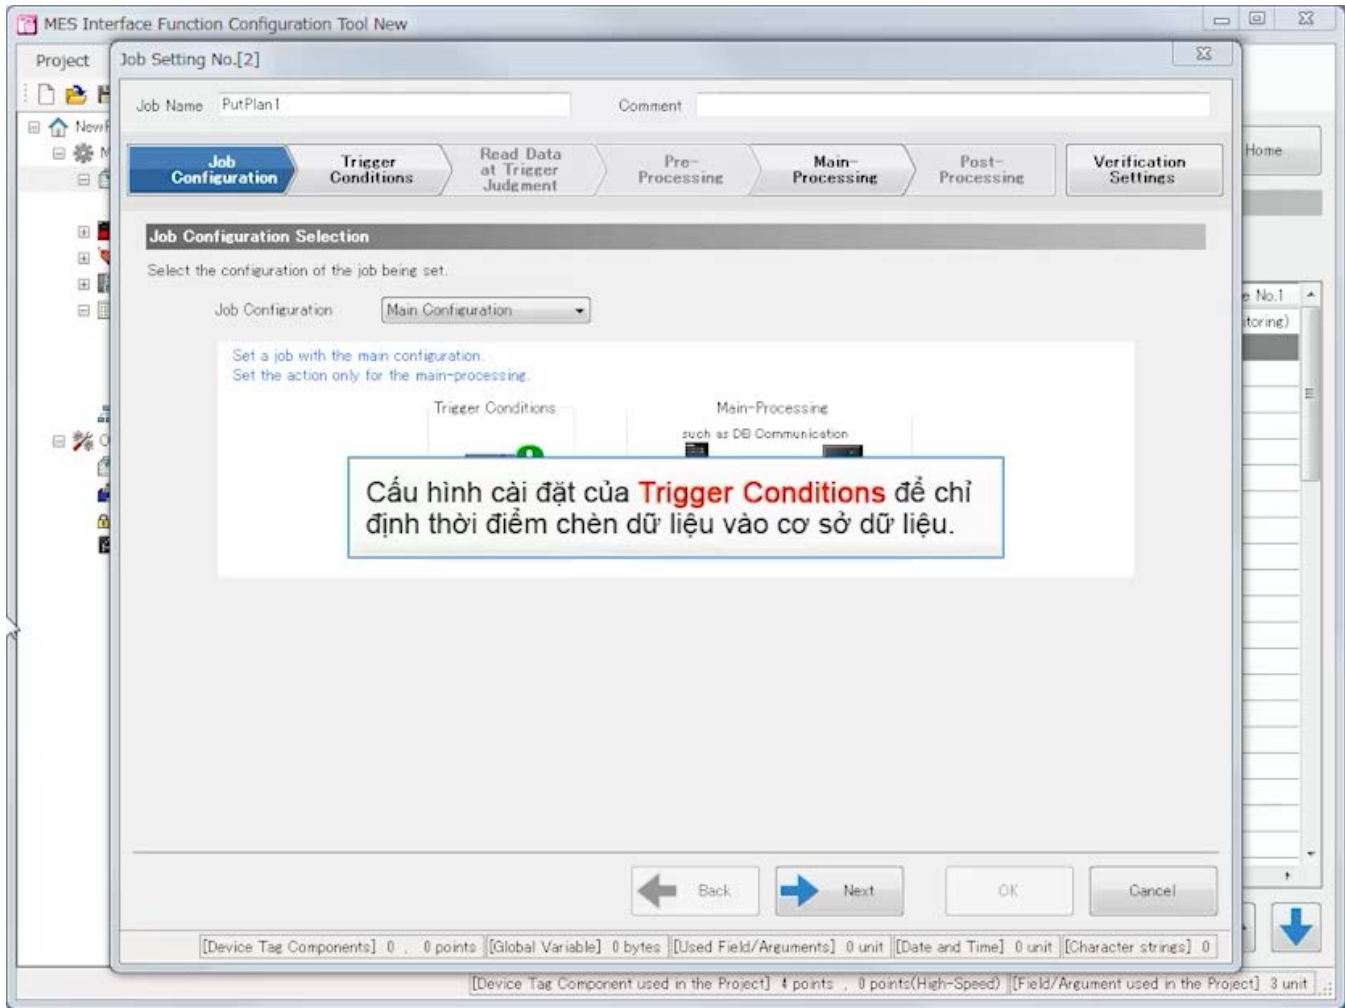 MES Interface Function Configuration Tool New
Project
Job Setting No.[2]
Job Name PutPlan1 Comment
Job Configuration
Trigger Conditions
Read Data at Trigger Judgment
Pre-Processing
Main-Processing
Post-Processing
Verification Settings
Home
Job Configuration Selection
Select the configuration of the job being set.
Job Configuration Main Configuration
Set a job with the main configuration.
Set the action only for the main-processing.
Trigger Conditions Main-Processing
such as DB Communication
Cấu hình cài đặt của Trigger Conditions để chỉ
định thời điểm chèn dữ liệu vào cơ sở dữ liệu.
No.1
Back Next OK Cancel
[Device Tag Components] 0 , 0 points [Global Variable] 0 bytes [Used Field/Arguments] 0 unit [Date and Time] 0 unit [Character strings] 0
[Device Tag Component used in the Project] 4 points , 0 points(High-Speed) [Field/Argument used in the Project] 3 unit